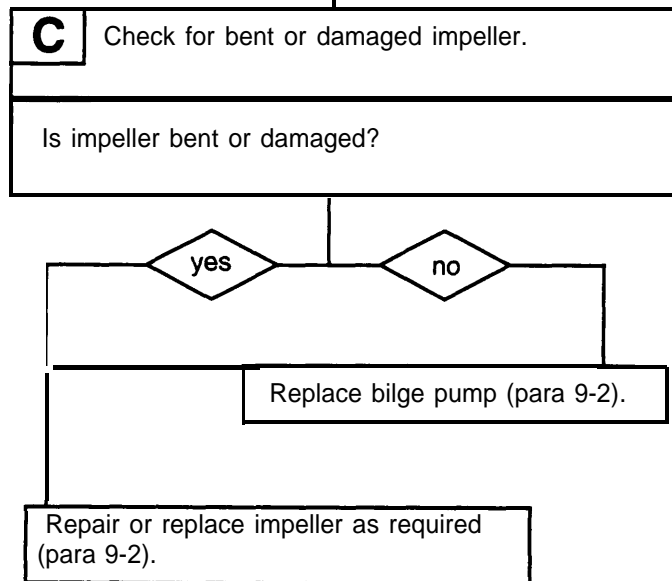 C Check for bent or damaged impeller.
Is impeller bent or damaged?
yes no
Replace bilge pump (para 9-2).
Repair or replace impeller as required
(para 9-2).